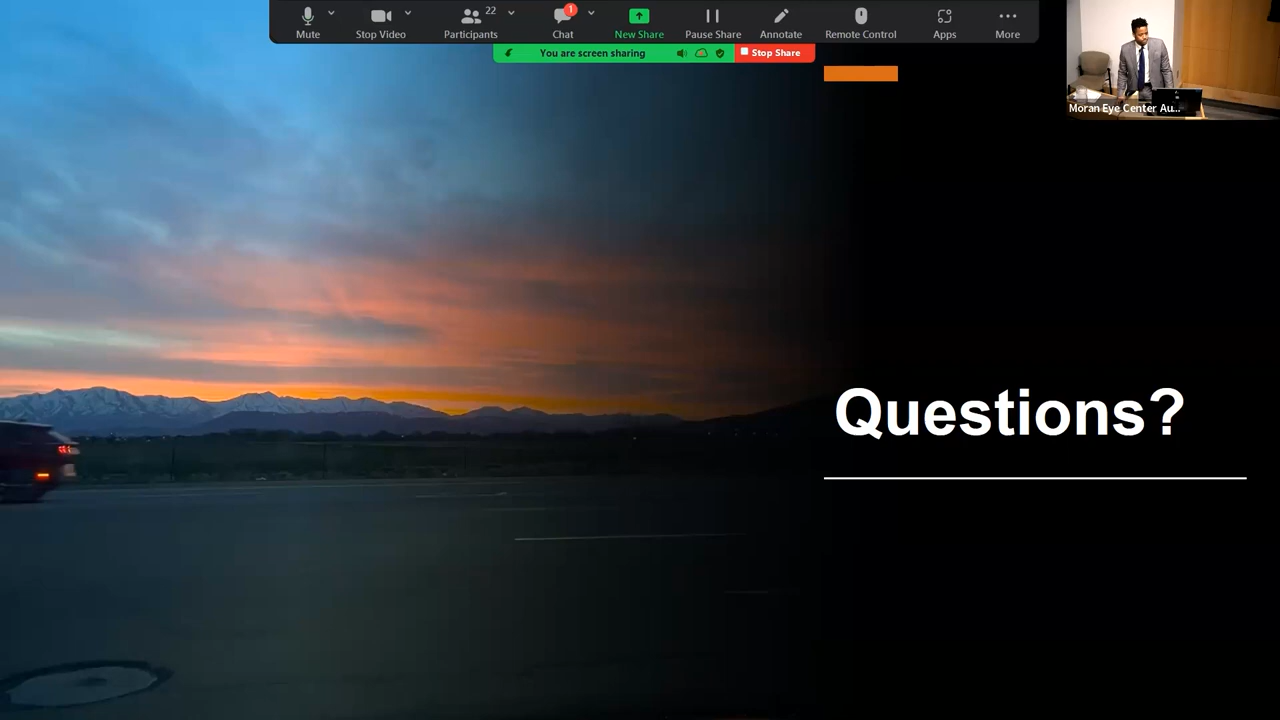 Mute
Stop Video
22
Participants
1
Chat
New Share
Pause Share
Annotate
Remote Control
Apps
More
You are screen sharing
Stop Share
Moran Eye Center Au...
Questions?